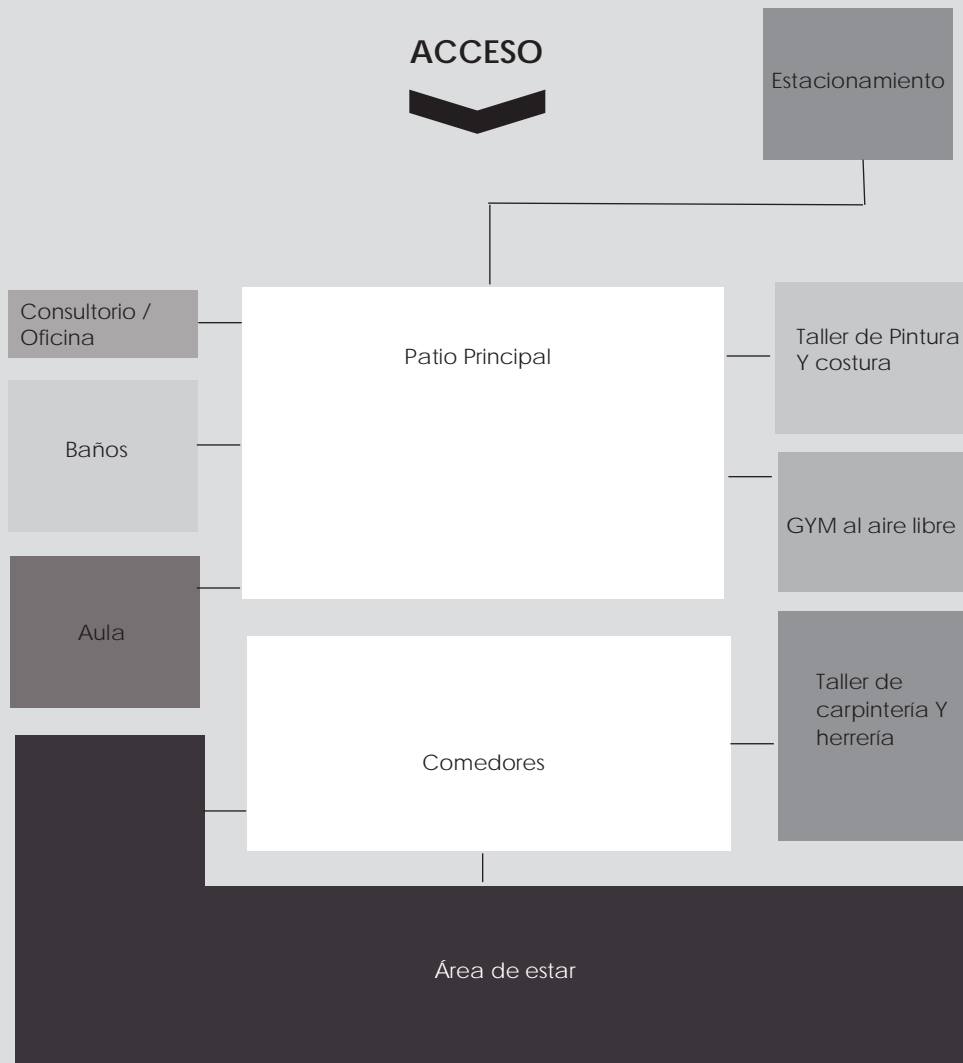 ACCESO
Estacionamiento
Consultorio /
Oficina
Patio Principal
Taller de Pintura
Y costura
Baños
GYM al aire libre
Aula
Taller de
carpintería Y
herrería
Comedores
Área de estar